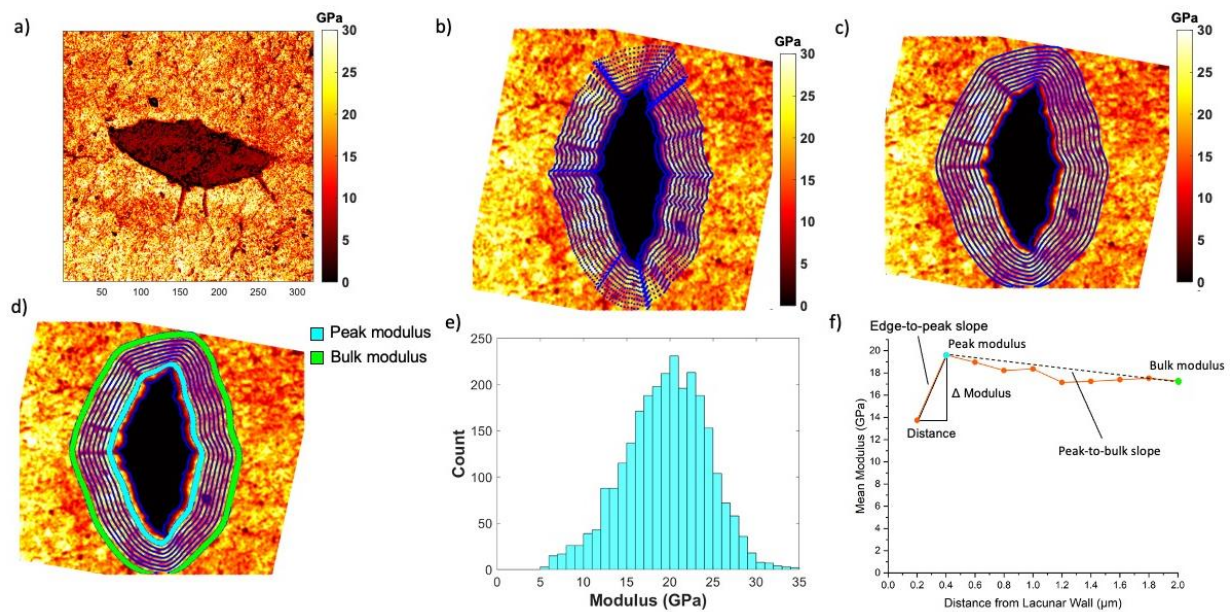 a)
GPa
30
25
20
15
10
5
0
50 100 150 200 250 300
b)
GPa
30
25
20
15
10
5
0
c)
GPa
30
25
20
15
10
5
0
d)
Peak modulus
Bulk modulus
e)
250
200
150
100
50
0
Count
0 5 10 15 20 25 30 35
Modulus (GPa)
f)
Edge-to-peak slope
Peak modulus
Bulk modulus
Δ Modulus
Distance
Peak-to-bulk slope
20
18
16
14
12
10
8
6
4
2
0
Mean Modulus (GPa)
0.0 0.2 0.4 0.6 0.8 1.0 1.2 1.4 1.6 1.8 2.0
Distance from Lacunar Wall (μm)